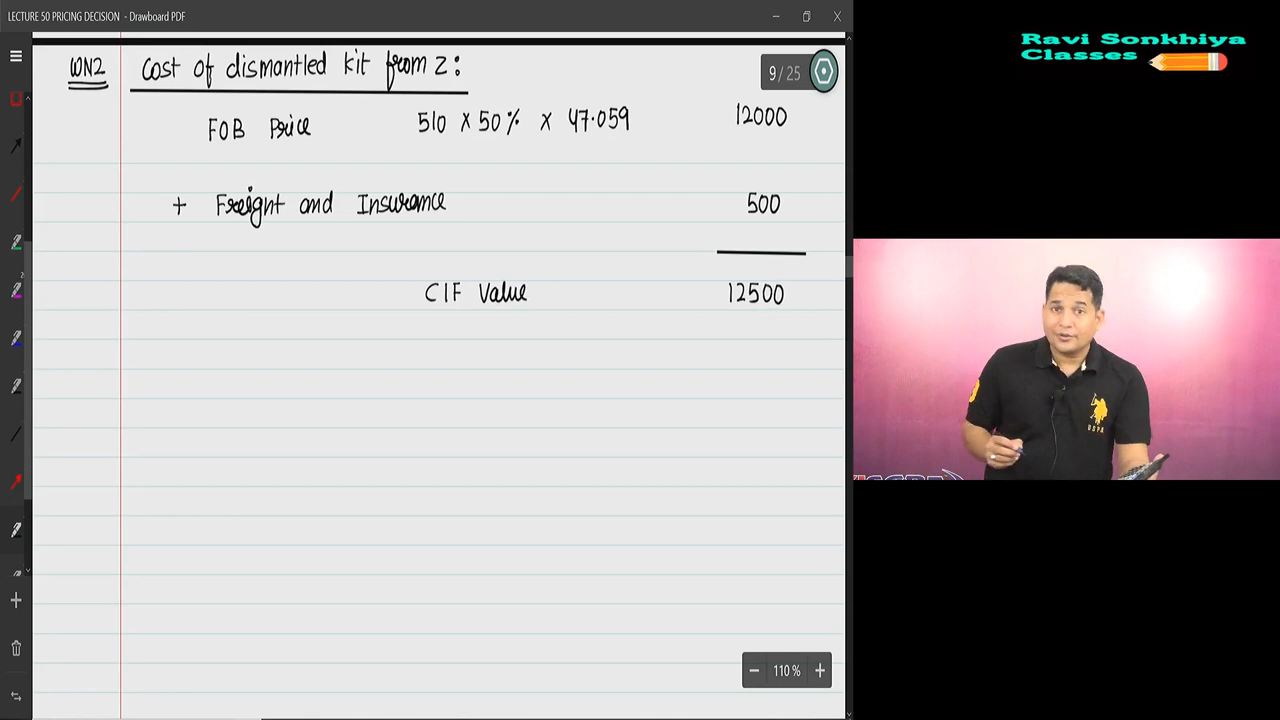 LECTURE 50 PRICING DECISION - Drawboard PDF
Ravi Sonkhiya
Classes
WN2 Cost of dismantled kit from Z:
9 / 25
FOB Price 510 x 50% x 47.059 12000
+ Freight and Insurance 500
CIF Value 12500
USPA
110 %